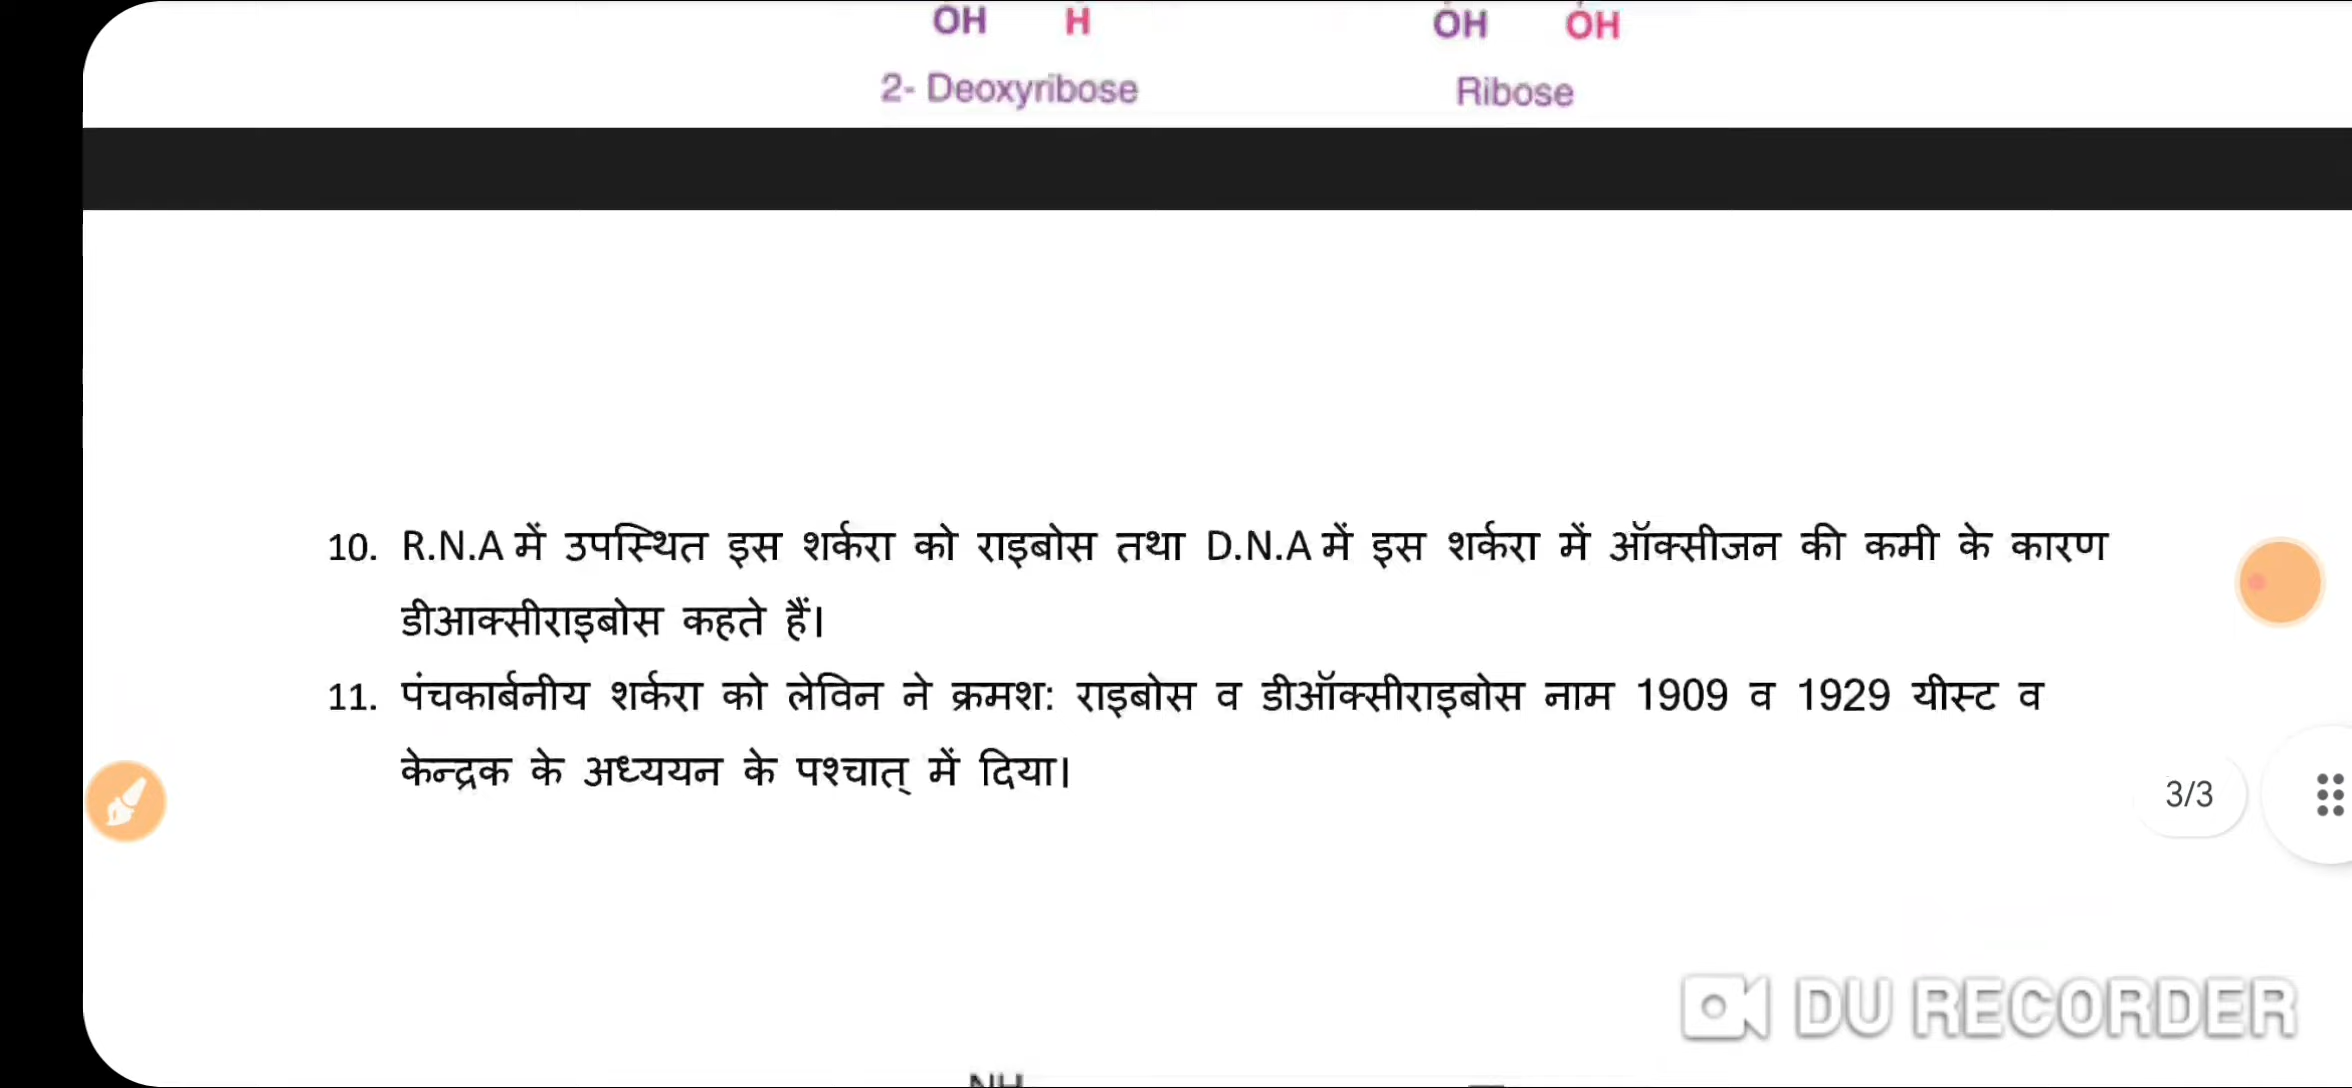 OH H OH OH
2- Deoxyribose Ribose
10. R.N.A में उपस्थित इस शर्करा को राइबोस तथा D.N.A में इस शर्करा में ऑक्सीजन की कमी के कारण
डीआक्सीराइबोस कहते हैं।
11. पंचकार्बनीय शर्करा को लेविन ने क्रमश: राइबोस व डीऑक्सीराइबोस नाम 1909 व 1929 यीस्ट व
केन्द्रक के अध्ययन के पश्चात् में दिया।
3/3
DU RECORDER